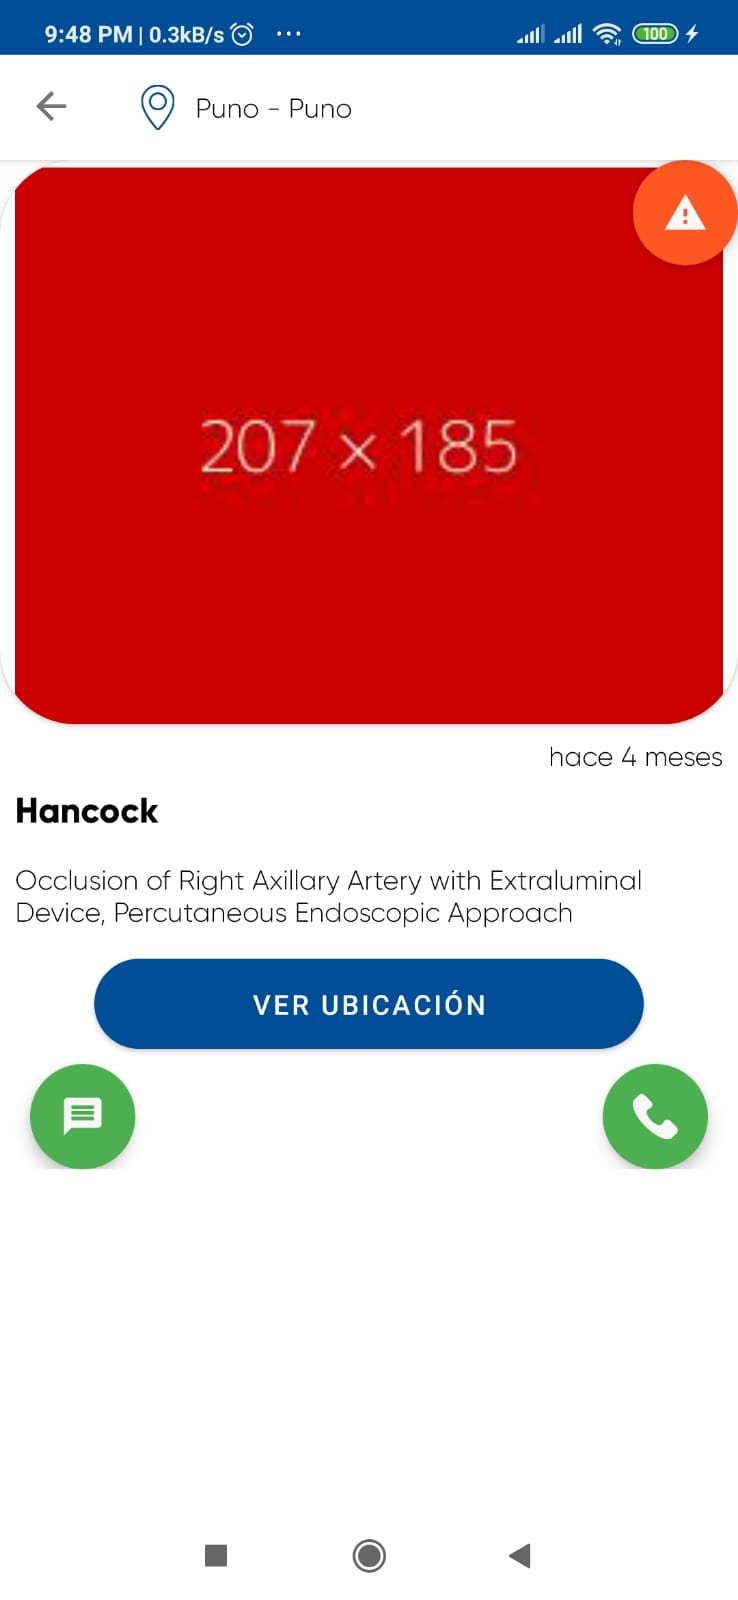 9:48 PM | 0.3kB/s ... 100
Puno - Puno
207 × 185
hace 4 meses
Hancock
Occlusion of Right Axillary Artery with Extraluminal
Device, Percutaneous Endoscopic Approach
VER UBICACIÓN